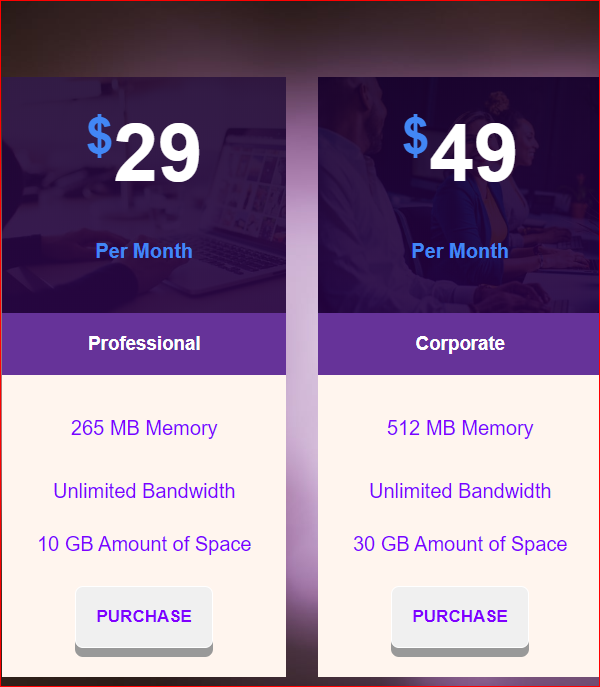 $29
Per Month
Professional
265 MB Memory
Unlimited Bandwidth
10 GB Amount of Space
PURCHASE
$49
Per Month
Corporate
512 MB Memory
Unlimited Bandwidth
30 GB Amount of Space
PURCHASE